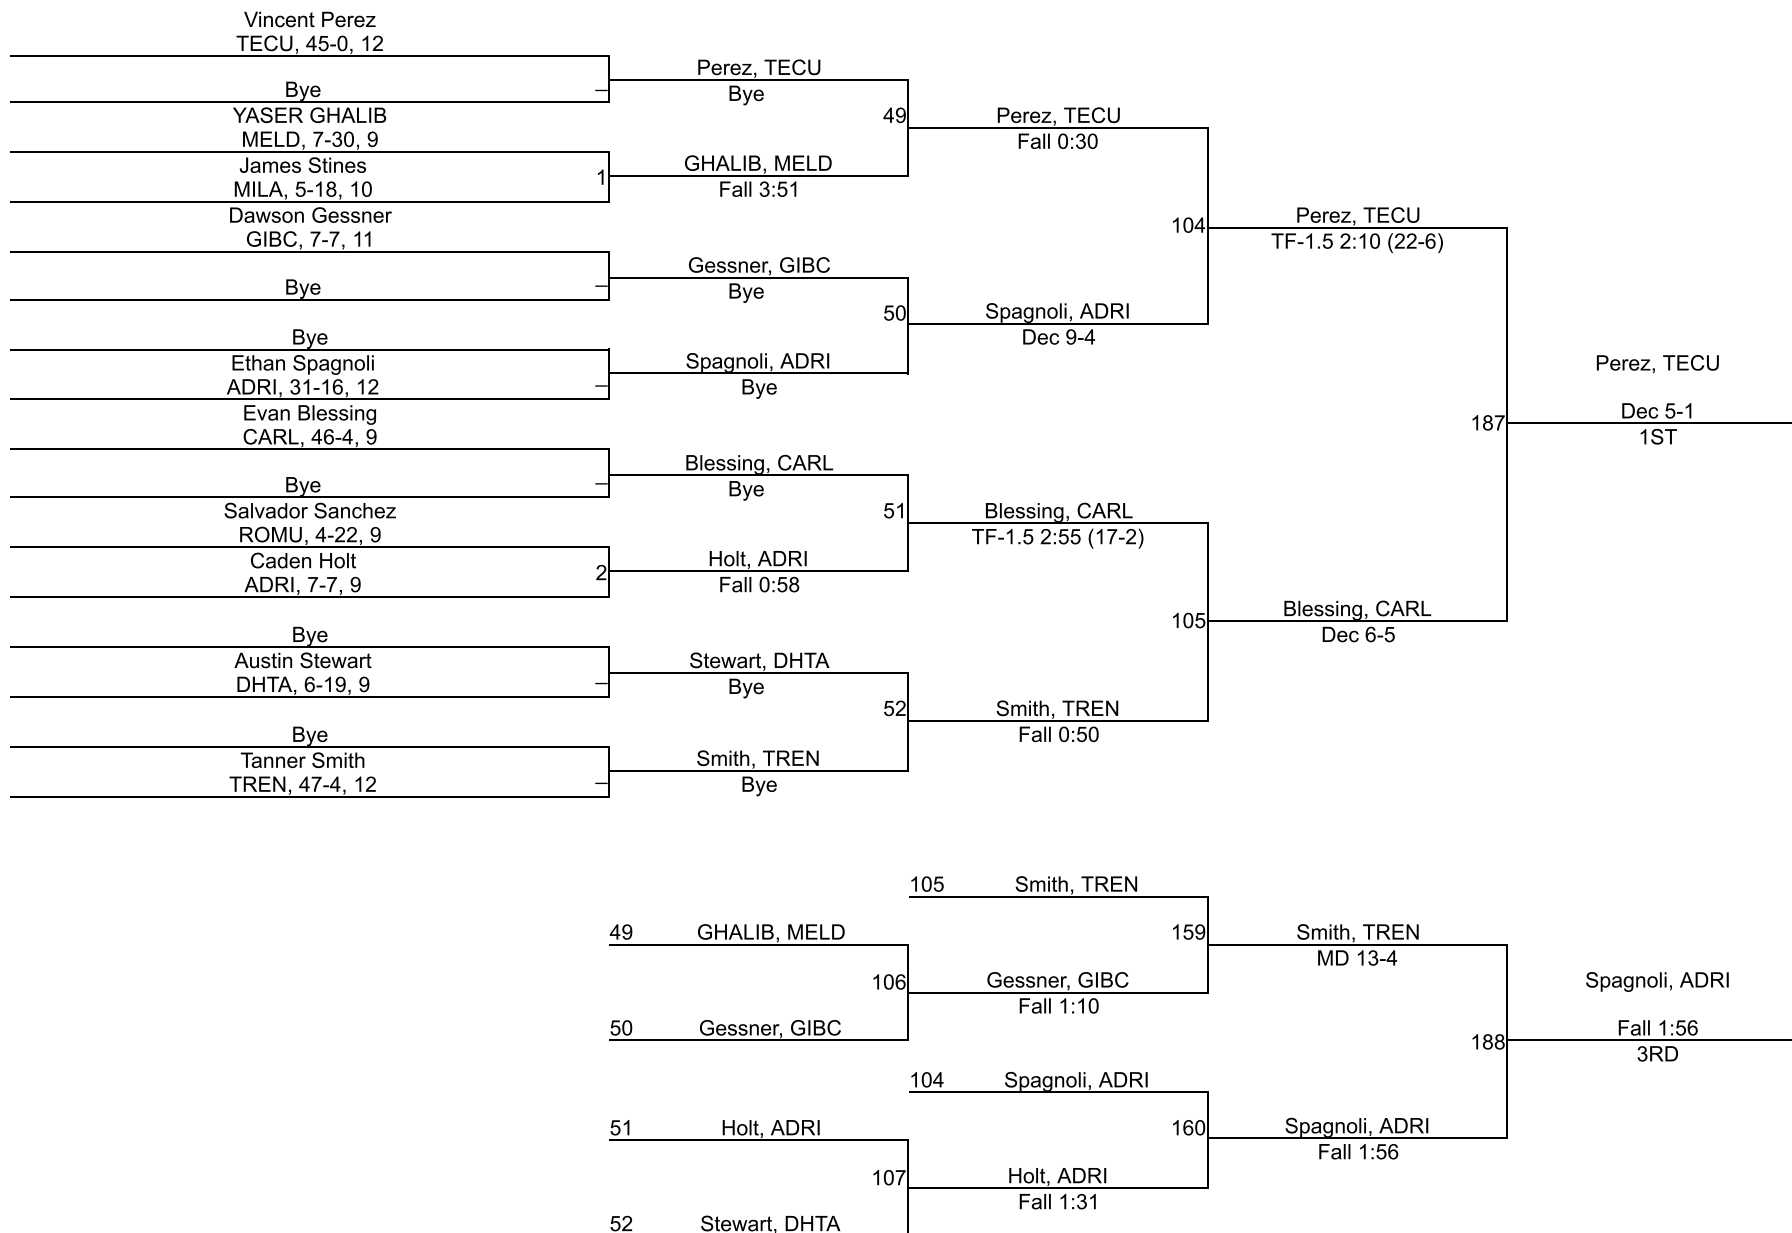 Vincent Perez
TECU, 45-0, 12
Bye
YASER GHALIB
MELD, 7-30, 9
James Stines
MILA, 5-18, 10
Dawson Gessner
GIBC, 7-7, 11
Bye
Bye
Ethan Spagnoli
ADRI, 31-16, 12
Evan Blessing
CARL, 46-4, 9
Bye
Salvador Sanchez
ROMU, 4-22, 9
Caden Holt
ADRI, 7-7, 9
Bye
Austin Stewart
DHTA, 6-19, 9
Bye
Tanner Smith
TREN, 47-4, 12
–
1
–
–
–
2
–
–
Perez, TECU
Bye
GHALIB, MELD
Fall 3:51
Gessner, GIBC
Bye
Spagnoli, ADRI
Bye
Blessing, CARL
Bye
Holt, ADRI
Fall 0:58
Stewart, DHTA
Bye
Smith, TREN
Bye
49
50
51
52
Perez, TECU
Fall 0:30
Spagnoli, ADRI
Dec 9-4
Blessing, CARL
TF-1.5 2:55 (17-2)
Smith, TREN
Fall 0:50
104
105
Perez, TECU
TF-1.5 2:10 (22-6)
Blessing, CARL
Dec 6-5
187
Perez, TECU
Dec 5-1
1ST
49 GHALIB, MELD
50 Gessner, GIBC
51 Holt, ADRI
52 Stewart, DHTA
106
107
105 Smith, TREN
Gessner, GIBC
Fall 1:10
104 Spagnoli, ADRI
Holt, ADRI
Fall 1:31
159
160
Smith, TREN
MD 13-4
Spagnoli, ADRI
Fall 1:56
188
Spagnoli, ADRI
Fall 1:56
3RD